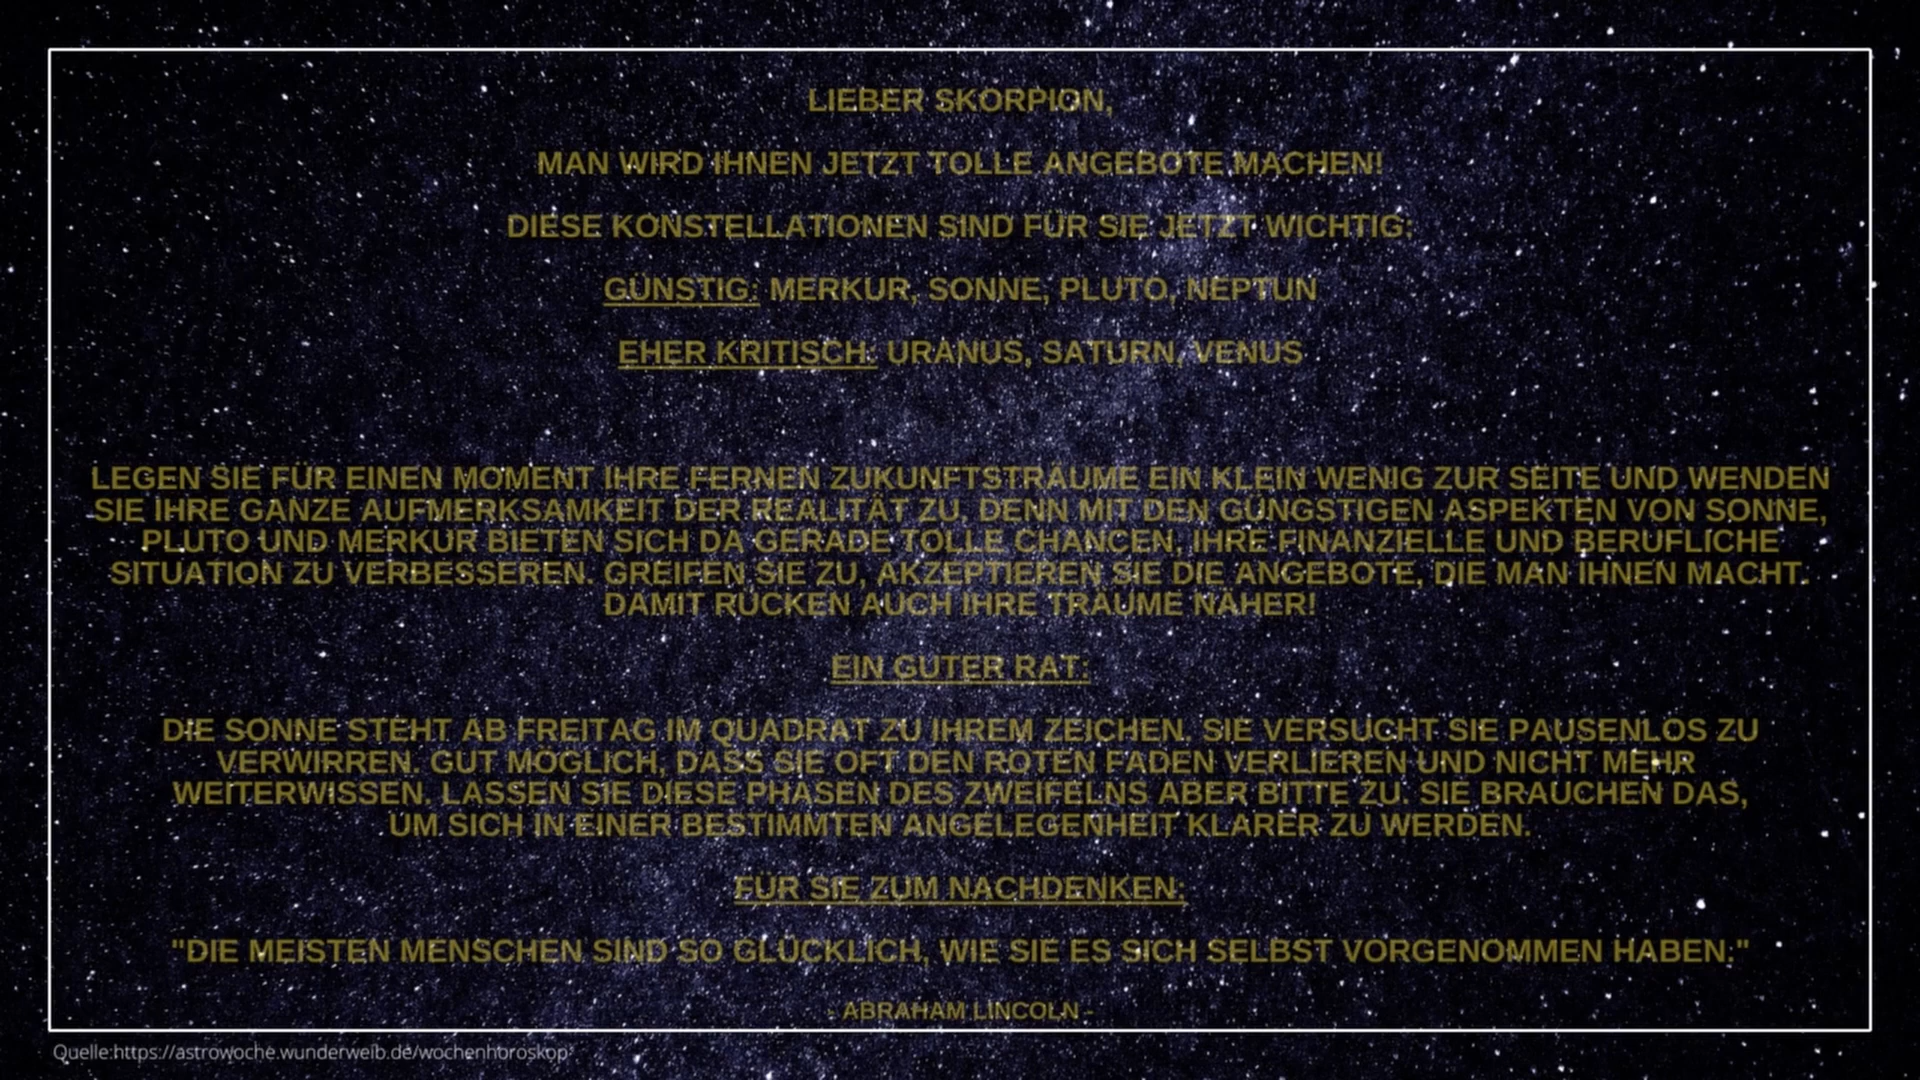 LIEBER SKORPION,
MAN WIRD IHNEN JETZT TOLLE ANGEBOTE MACHEN!
DIESE KONSTELLATIONEN SIND FÜR SIE JETZT WICHTIG:
GÜNSTIG: MERKUR, SONNE, PLUTO, NEPTUN
EHER KRITISCH: URANUS, SATURN, VENUS
LEGEN SIE FÜR EINEN MOMENT IHRE FERNEN ZUKUNFTSTRÄUME EIN KLEIN WENIG ZUR SEITE UND WENDEN
SIE IHRE GANZE AUFMERKSAMKEIT DER REALITÄT ZU, DENN MIT DEN GÜNGSTIGEN ASPEKTEN VON SONNE,
PLUTO UND MERKUR BIETEN SICH DA GERADE TOLLE CHANCEN, IHRE FINANZIELLE UND BERUFLICHE
SITUATION ZU VERBESSEREN. GREIFEN SIE ZU, AKZEPTIEREN SIE DIE ANGEBOTE, DIE MAN IHNEN MACHT.
DAMIT RÜCKEN AUCH IHRE TRÄUME NÄHER!
EIN GUTER RAT:
DIE SONNE STEHT AB FREITAG IM QUADRAT ZU IHREM ZEICHEN. SIE VERSUCHT SIE PAUSENLOS ZU
VERWIRREN. GUT MÖGLICH, DASS SIE OFT DEN ROTEN FADEN VERLIEREN UND NICHT MEHR
WEITERWISSEN. LASSEN SIE DIESE PHASEN DES ZWEIFELNS ABER BITTE ZU. SIE BRAUCHEN DAS,
UM SICH IN EINER BESTIMMTEN ANGELEGENHEIT KLARER ZU WERDEN.
FÜR SIE ZUM NACHDENKEN:
"DIE MEISTEN MENSCHEN SIND SO GLÜCKLICH, WIE SIE ES SICH SELBST VORGENOMMEN HABEN."
- ABRAHAM LINCOLN -
Quelle:https://astrowoche.wunderweib.de/wochenhoroskop